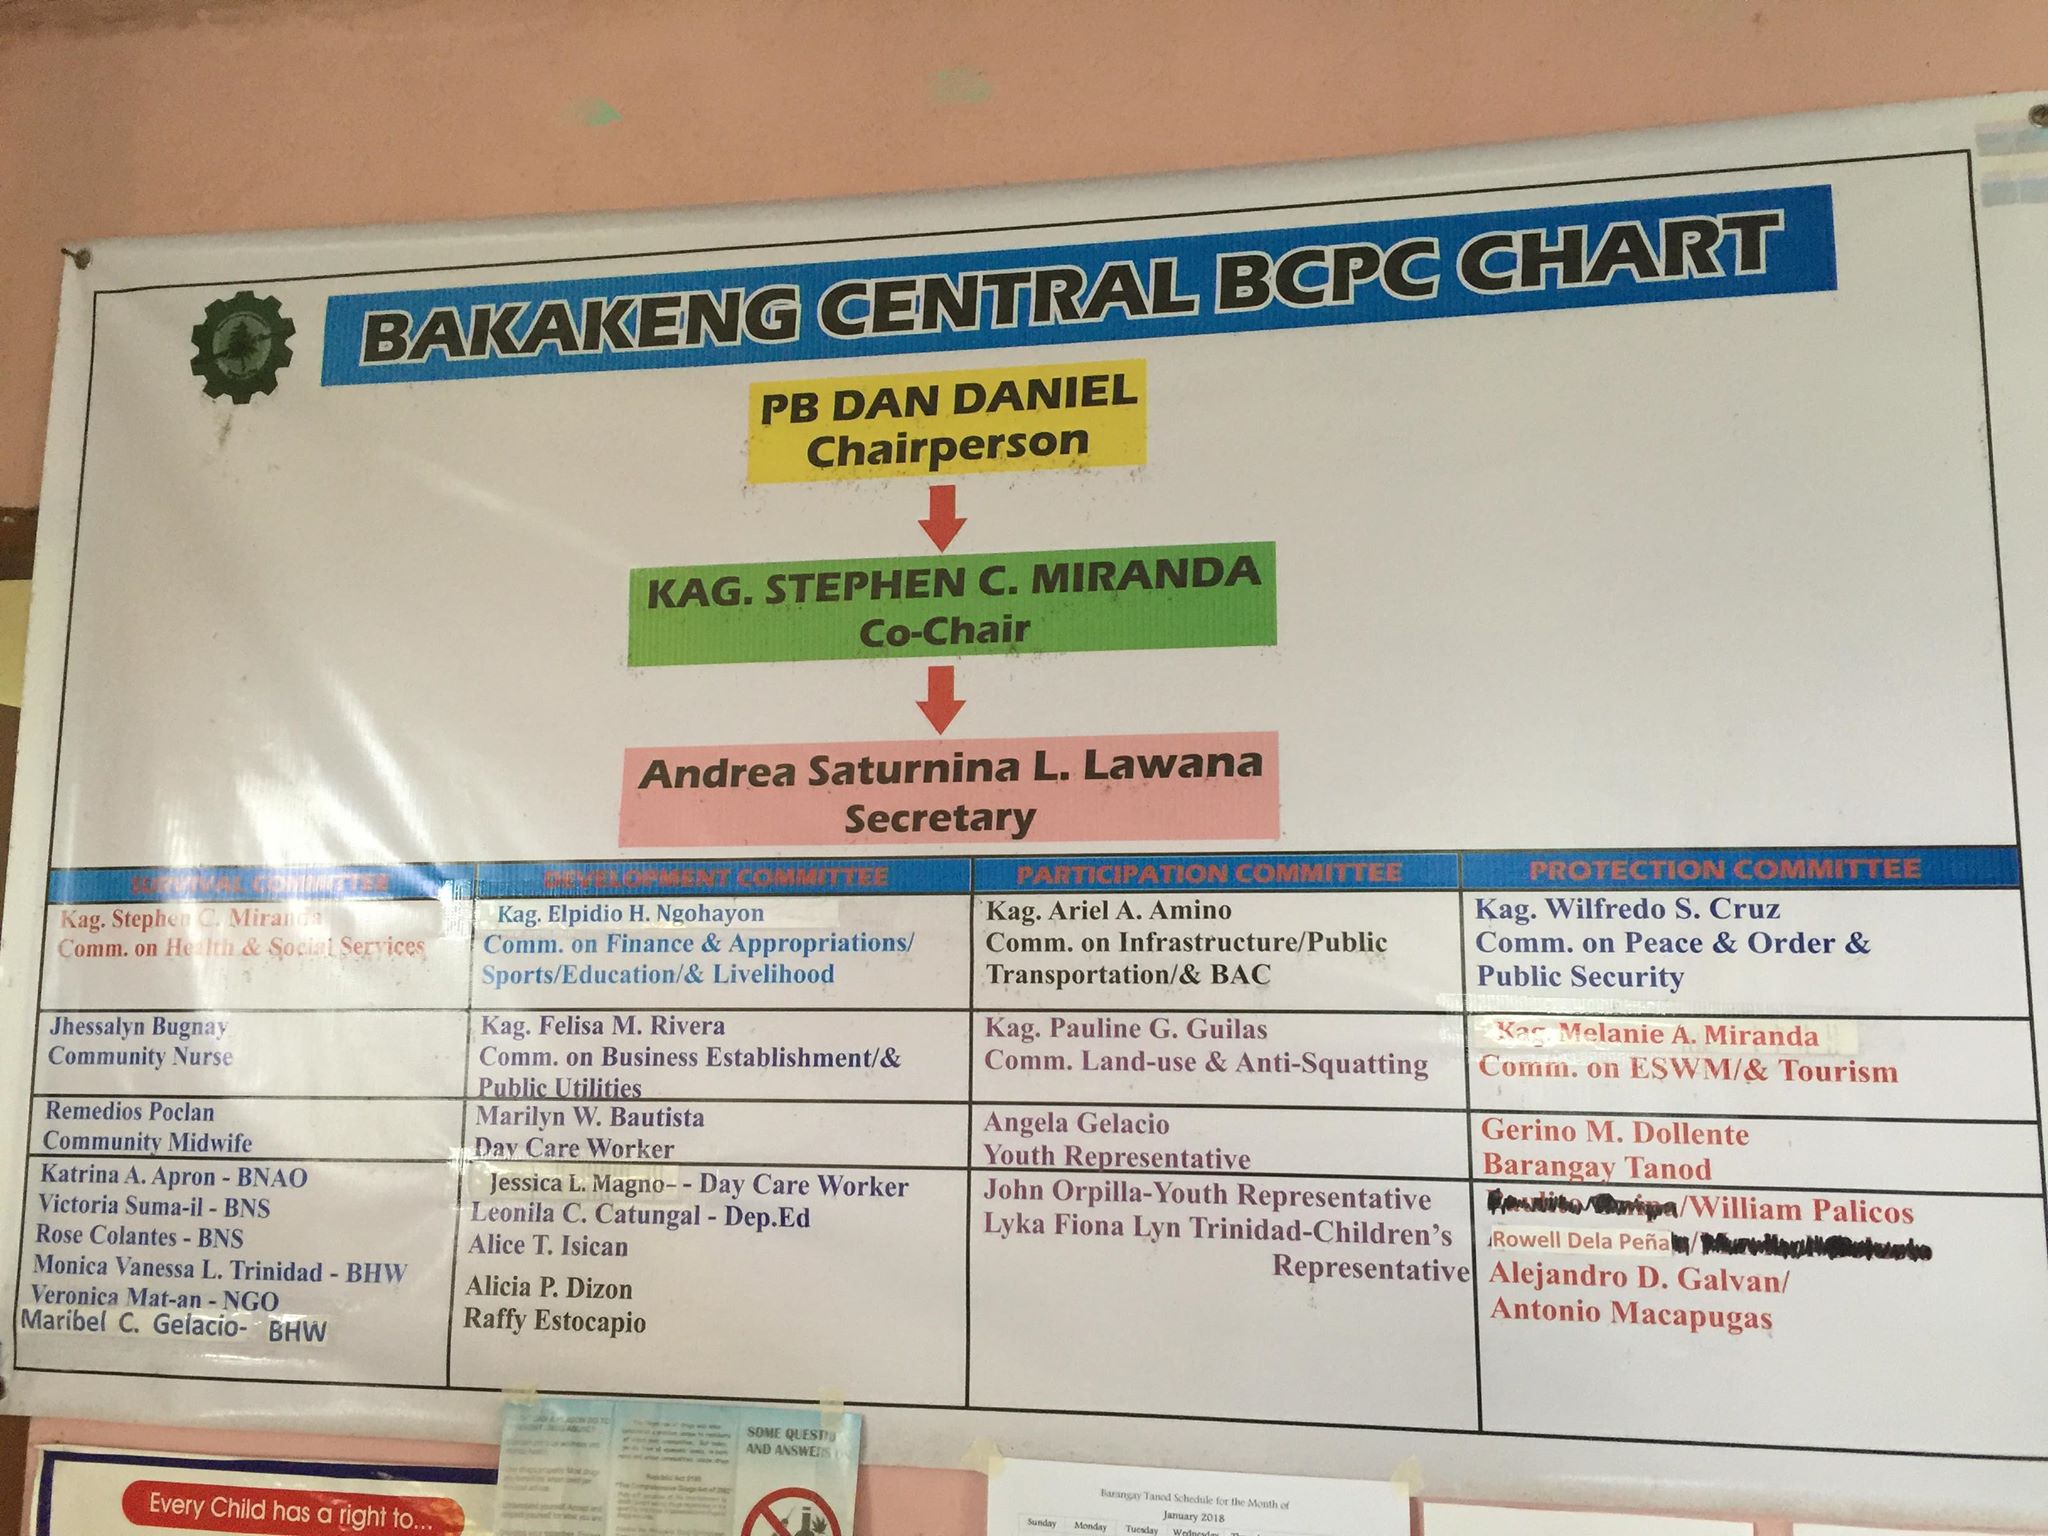 BAKAKENG CENTRAL BCPC CHART
PB DAN DANIEL
Chairperson
KAG. STEPHEN C. MIRANDA
Co-Chair
Andrea Saturnina L. Lawana
Secretary
SURVIVAL COMMITTEE
Kag. Stephen C. Miranda
Comm. on Health & Social Services
Jhessalyn Bugnay
Community Nurse
Remedios Poclan
Community Midwife
Katrina A. Apron - BNAO
Victoria Suma-il - BNS
Rose Colantes - BNS
Monica Vanessa L. Trinidad - BHW
Veronica Mat-an - NGO
Maribel C. Gelacio- BHW
DEVELOPMENT COMMITTEE
Kag. Elpidio H. Ngohayon
Comm. on Finance & Appropriations/
Sports/Education/& Livelihood
Kag. Felisa M. Rivera
Comm. on Business Establishment/&
Public Utilities
Marilyn W. Bautista
Day Care Worker
Jessica L. Magno- - Day Care Worker
Leonila C. Catungal - Dep.Ed
Alice T. Isican
Alicia P. Dizon
Raffy Estocapio
PARTICIPATION COMMITTEE
Kag. Ariel A. Amino
Comm. on Infrastructure/Public
Transportation/& BAC
Kag. Pauline G. Guilas
Comm. Land-use & Anti-Squatting
Angela Gelacio
Youth Representative
John Orpilla-Youth Representative
Lyka Fiona Lyn Trinidad-Children's
Representative
PROTECTION COMMITTEE
Kag. Wilfredo S. Cruz
Comm. on Peace & Order &
Public Security
Kag. Melanie A. Miranda
Comm. on ESWM/& Tourism
Gerino M. Dollente
Barangay Tanod
/William Palicos
Rowell Dela Peña /
Alejandro D. Galvan/
Antonio Macapugas
Every Child has a right to...
SOME QUESTI
AND ANSWERS
Republic Act 9165
Barangay Tanod Schedule for the Month of
January 2018
Sunday Monday Tuesday Wednesday